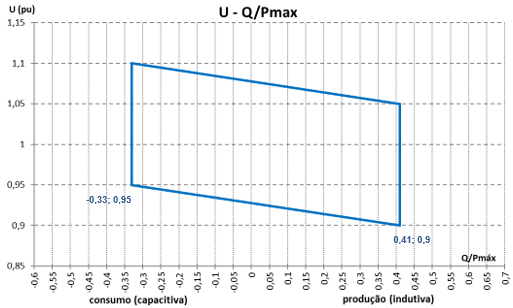 U (pu)
U - Q/Pmax
1,15
1,1
1,05
1
0,95
0,9
0,85
-0,33; 0,95
0,41; 0,9
Q/Pmáx
-0,6 -0,55 -0,5 -0,45 -0,4 -0,35 -0,3 -0,25 -0,2 -0,15 -0,1 -0,05 0 0,05 0,1 0,15 0,2 0,25 0,3 0,35 0,4 0,45 0,5 0,55 0,6 0,65 0,7
consumo (capacitiva) produção (indutiva)